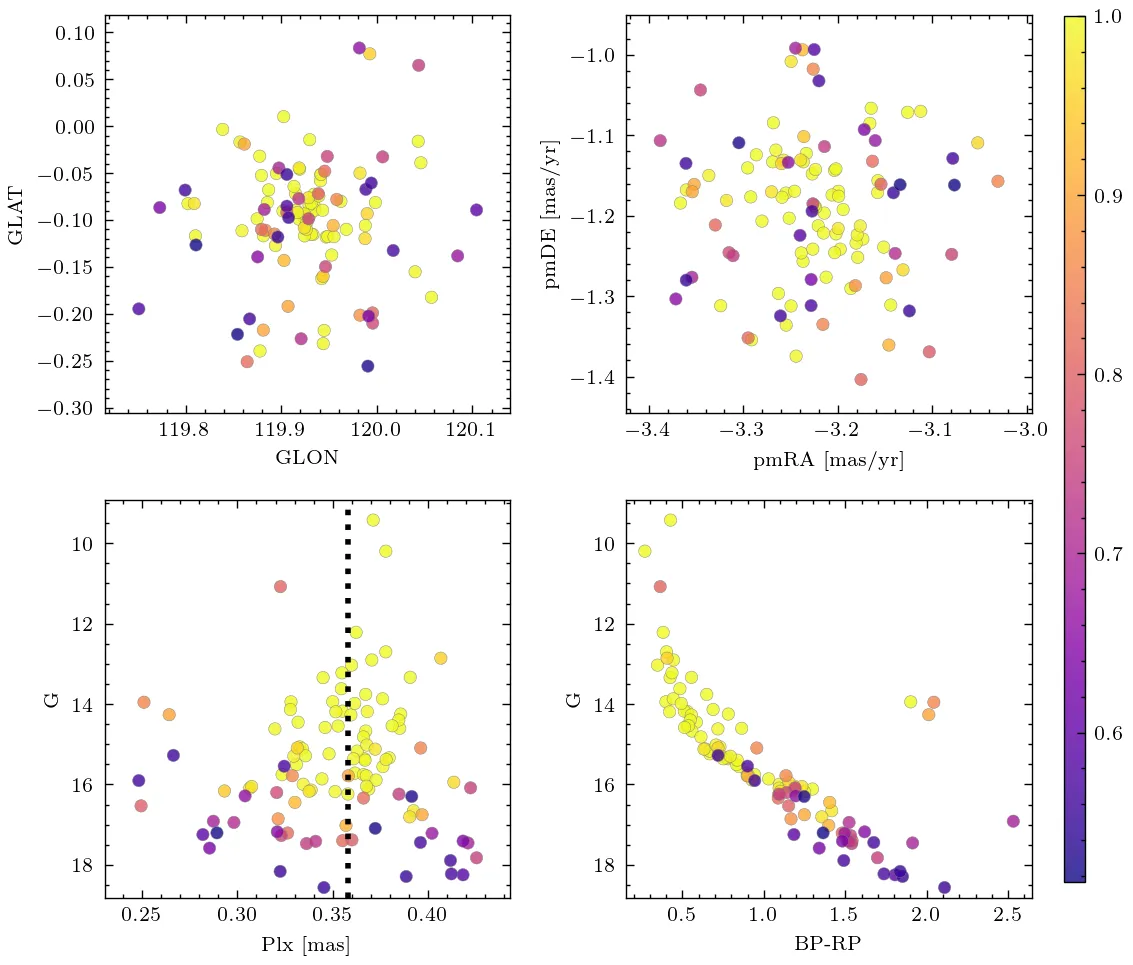 0.10
0.05
0.00
−0.05
−0.10
−0.15
−0.20
−0.25
−0.30
GLAT
119.8 119.9 120.0 120.1
GLON
−1.0
−1.1
−1.2
−1.3
−1.4
pmDE [mas/yr]
−3.4 −3.3 −3.2 −3.1 −3.0
pmRA [mas/yr]
10
12
14
16
18
G
0.25 0.30 0.35 0.40
Plx [mas]
10
12
14
16
18
G
0.5 1.0 1.5 2.0 2.5
BP-RP
1.0
0.9
0.8
0.7
0.6